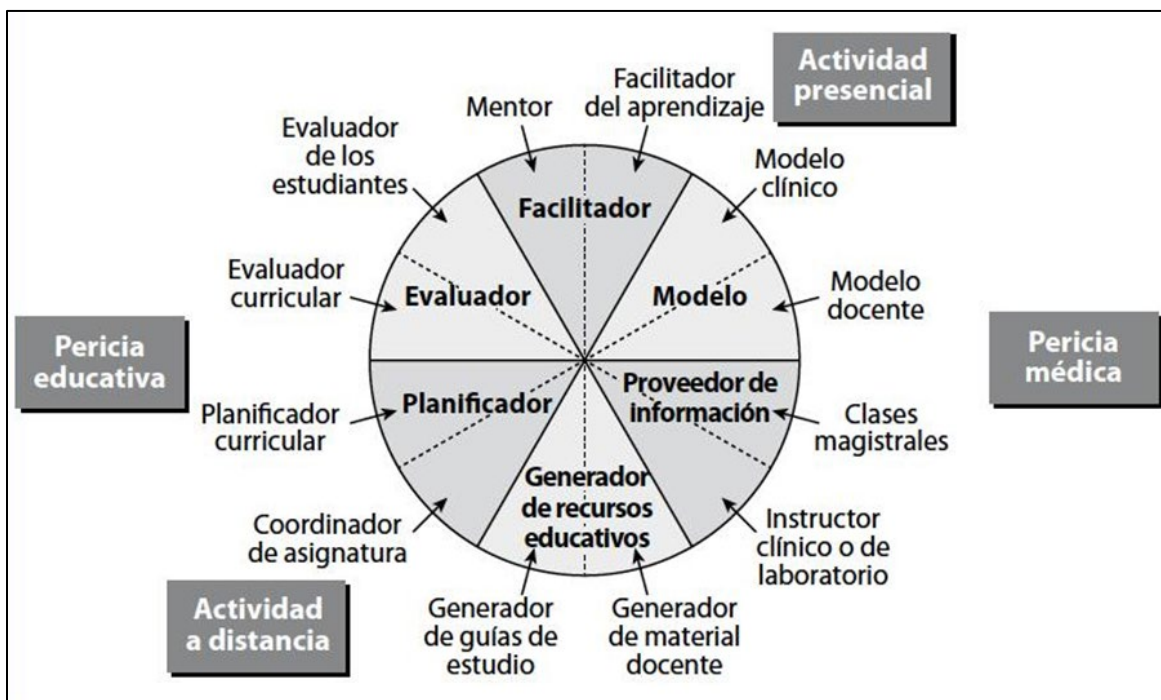 Actividad
presencial
Facilitador
del aprendizaje
Mentor
Evaluador
de los
estudiantes
Modelo
clínico
Facilitador
Evaluador
curricular
Evaluador
Modelo
Modelo
docente
Pericia
educativa
Pericia
médica
Planificador
curricular
Planificador
Proveedor de
información
Clases
magistrales
Generador
de recursos
educativos
Coordinador
de asignatura
Instructor
clínico o de
laboratorio
Actividad
a distancia
Generador
de guías de
estudio
Generador
de material
docente